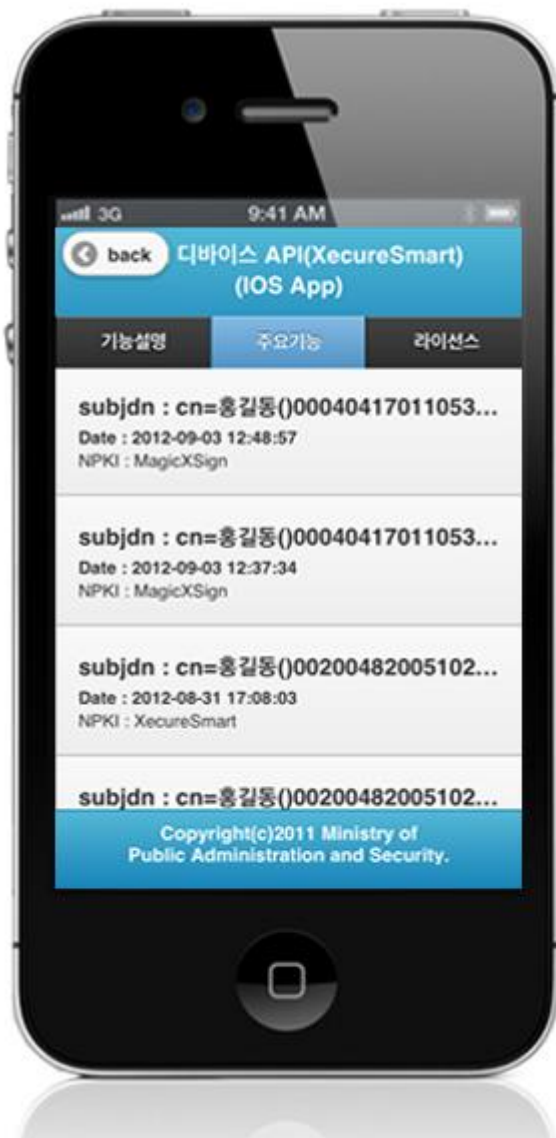 3G 9:41 AM
back 디바이스 API(XecureSmart)
(IOS App)
기능설명 주요기능 라이선스
subjdn : cn=홍길동()00040417011053...
Date : 2012-09-03 12:48:57
NPKI : MagicXSign
subjdn : cn=홍길동()00040417011053...
Date : 2012-09-03 12:37:34
NPKI : MagicXSign
subjdn : cn=홍길동()00200482005102...
Date : 2012-08-31 17:08:03
NPKI : XecureSmart
subjdn : cn=홍길동()00200482005102...
Copyright(c)2011 Ministry of
Public Administration and Security.